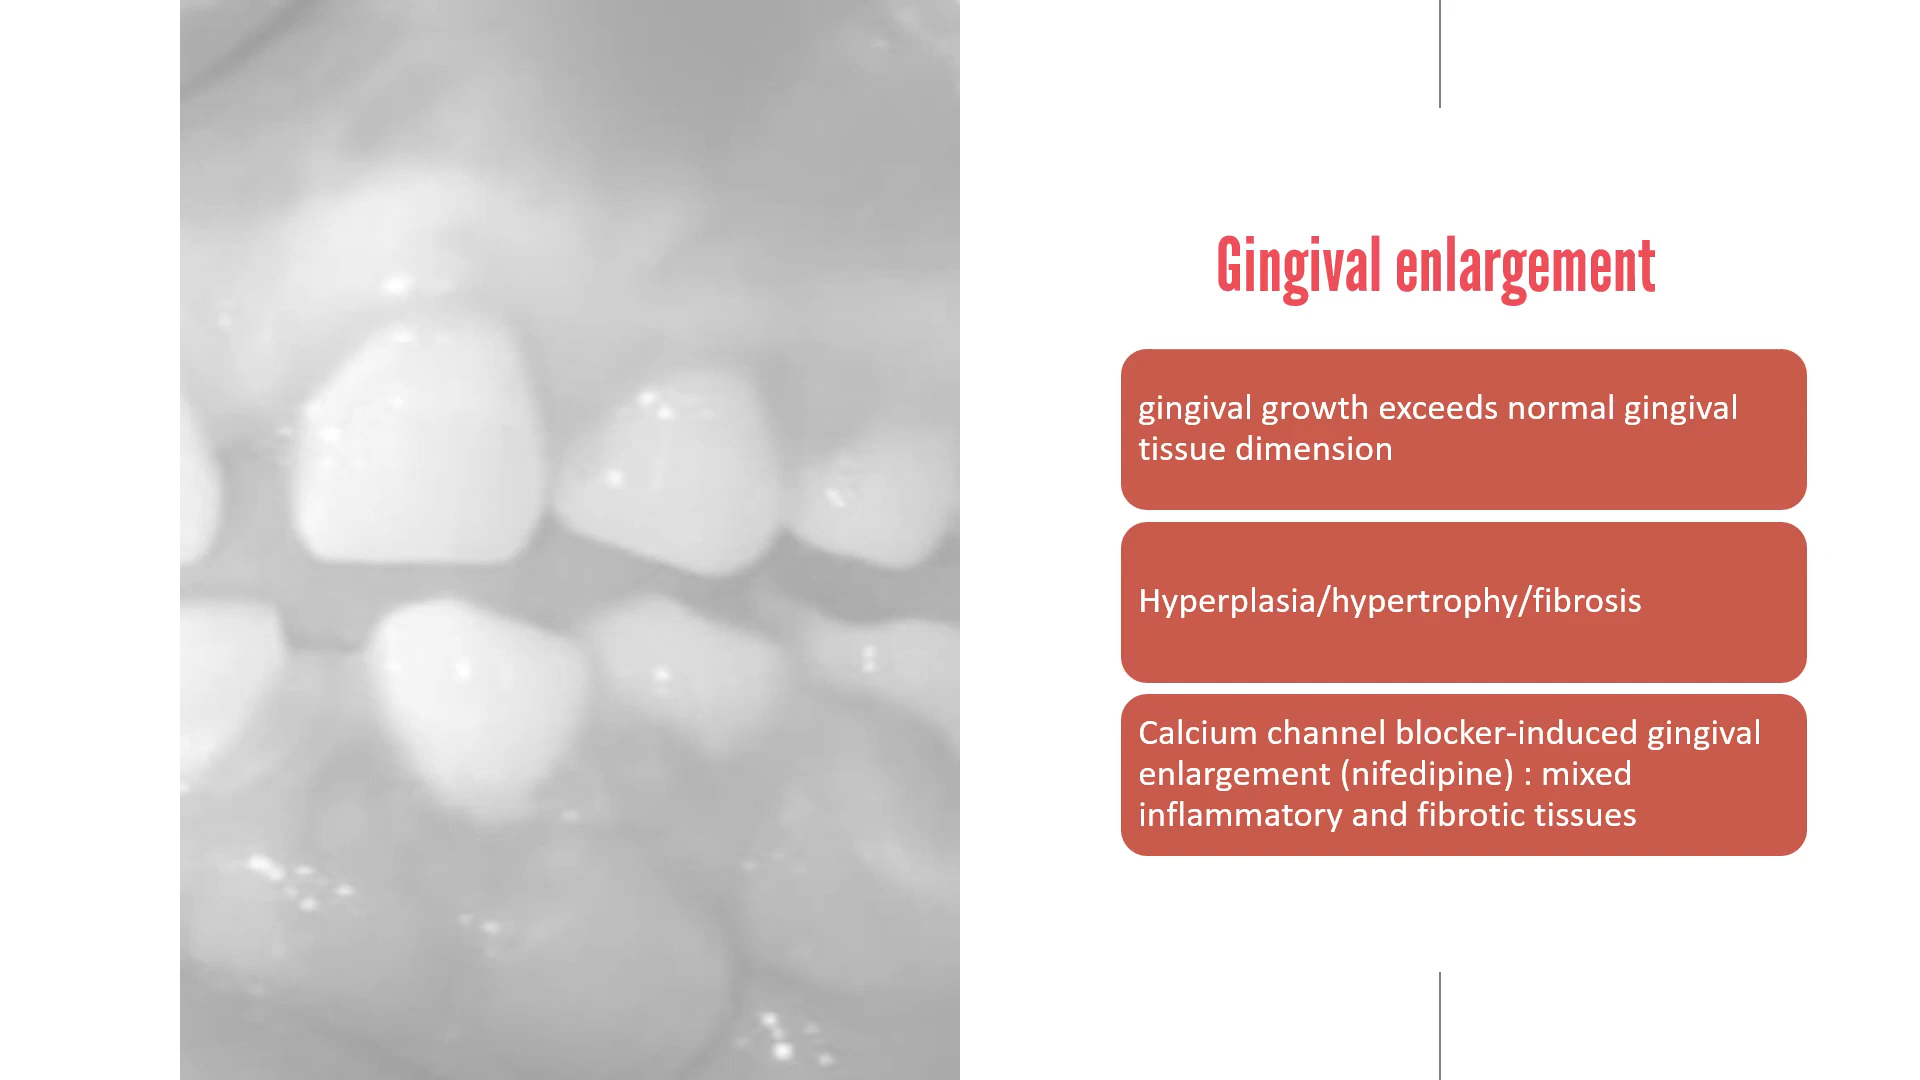 Gingival enlargement
gingival growth exceeds normal gingival
tissue dimension
Hyperplasia/hypertrophy/fibrosis
Calcium channel blocker-induced gingival
enlargement (nifedipine) : mixed
inflammatory and fibrotic tissues